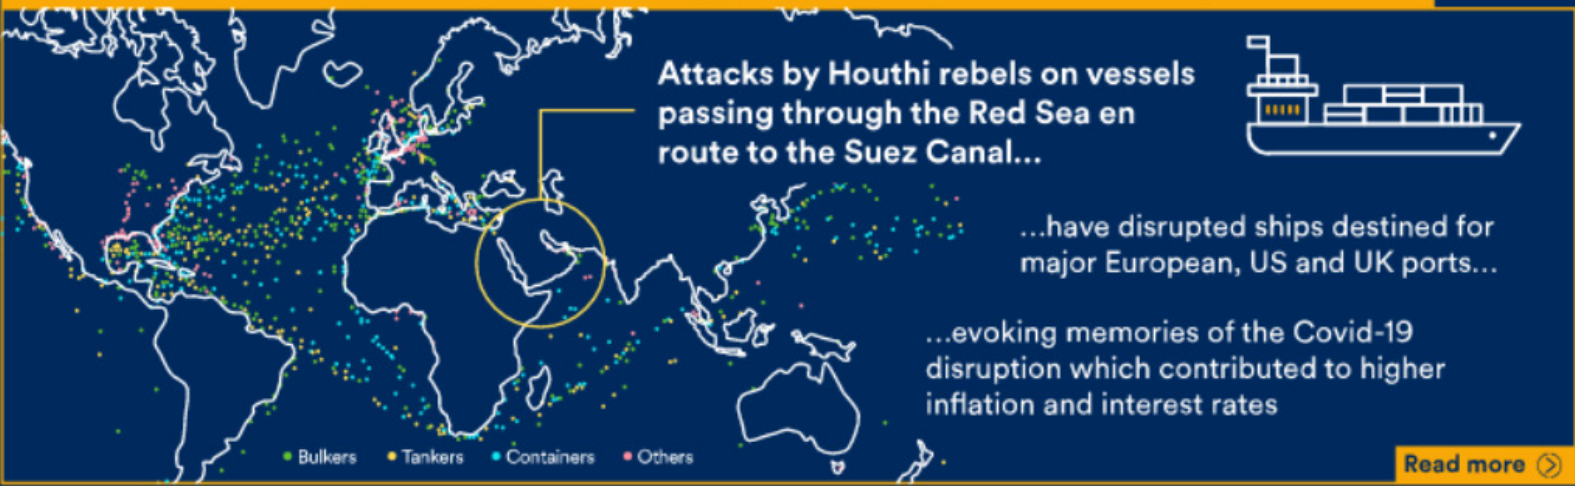 Attacks by Houthi rebels on vessels
passing through the Red Sea en
route to the Suez Canal...
...have disrupted ships destined for
major European, US and UK ports...
...evoking memories of the Covid-19
disruption which contributed to higher
inflation and interest rates
Bulkers Tankers Containers Others
Read more